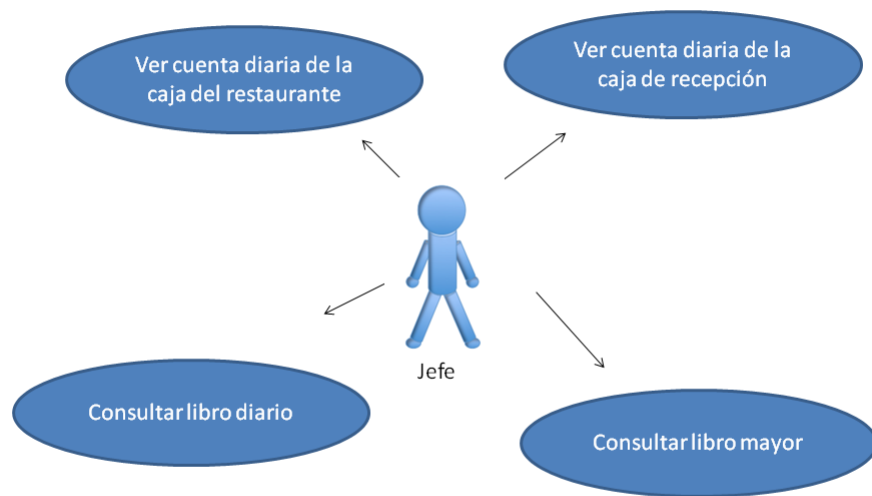 Ver cuenta diaria de la
caja del restaurante
Ver cuenta diaria de la
caja de recepción
Jefe
Consultar libro diario
Consultar libro mayor